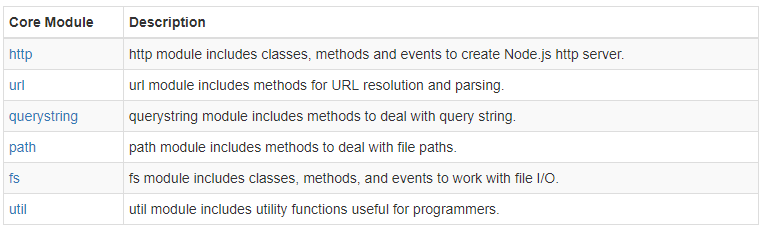 Core Module Description
http http module includes classes, methods and events to create Node.js http server.
url url module includes methods for URL resolution and parsing.
querystring querystring module includes methods to deal with query string.
path path module includes methods to deal with file paths.
fs fs module includes classes, methods, and events to work with file I/O.
util util module includes utility functions useful for programmers.